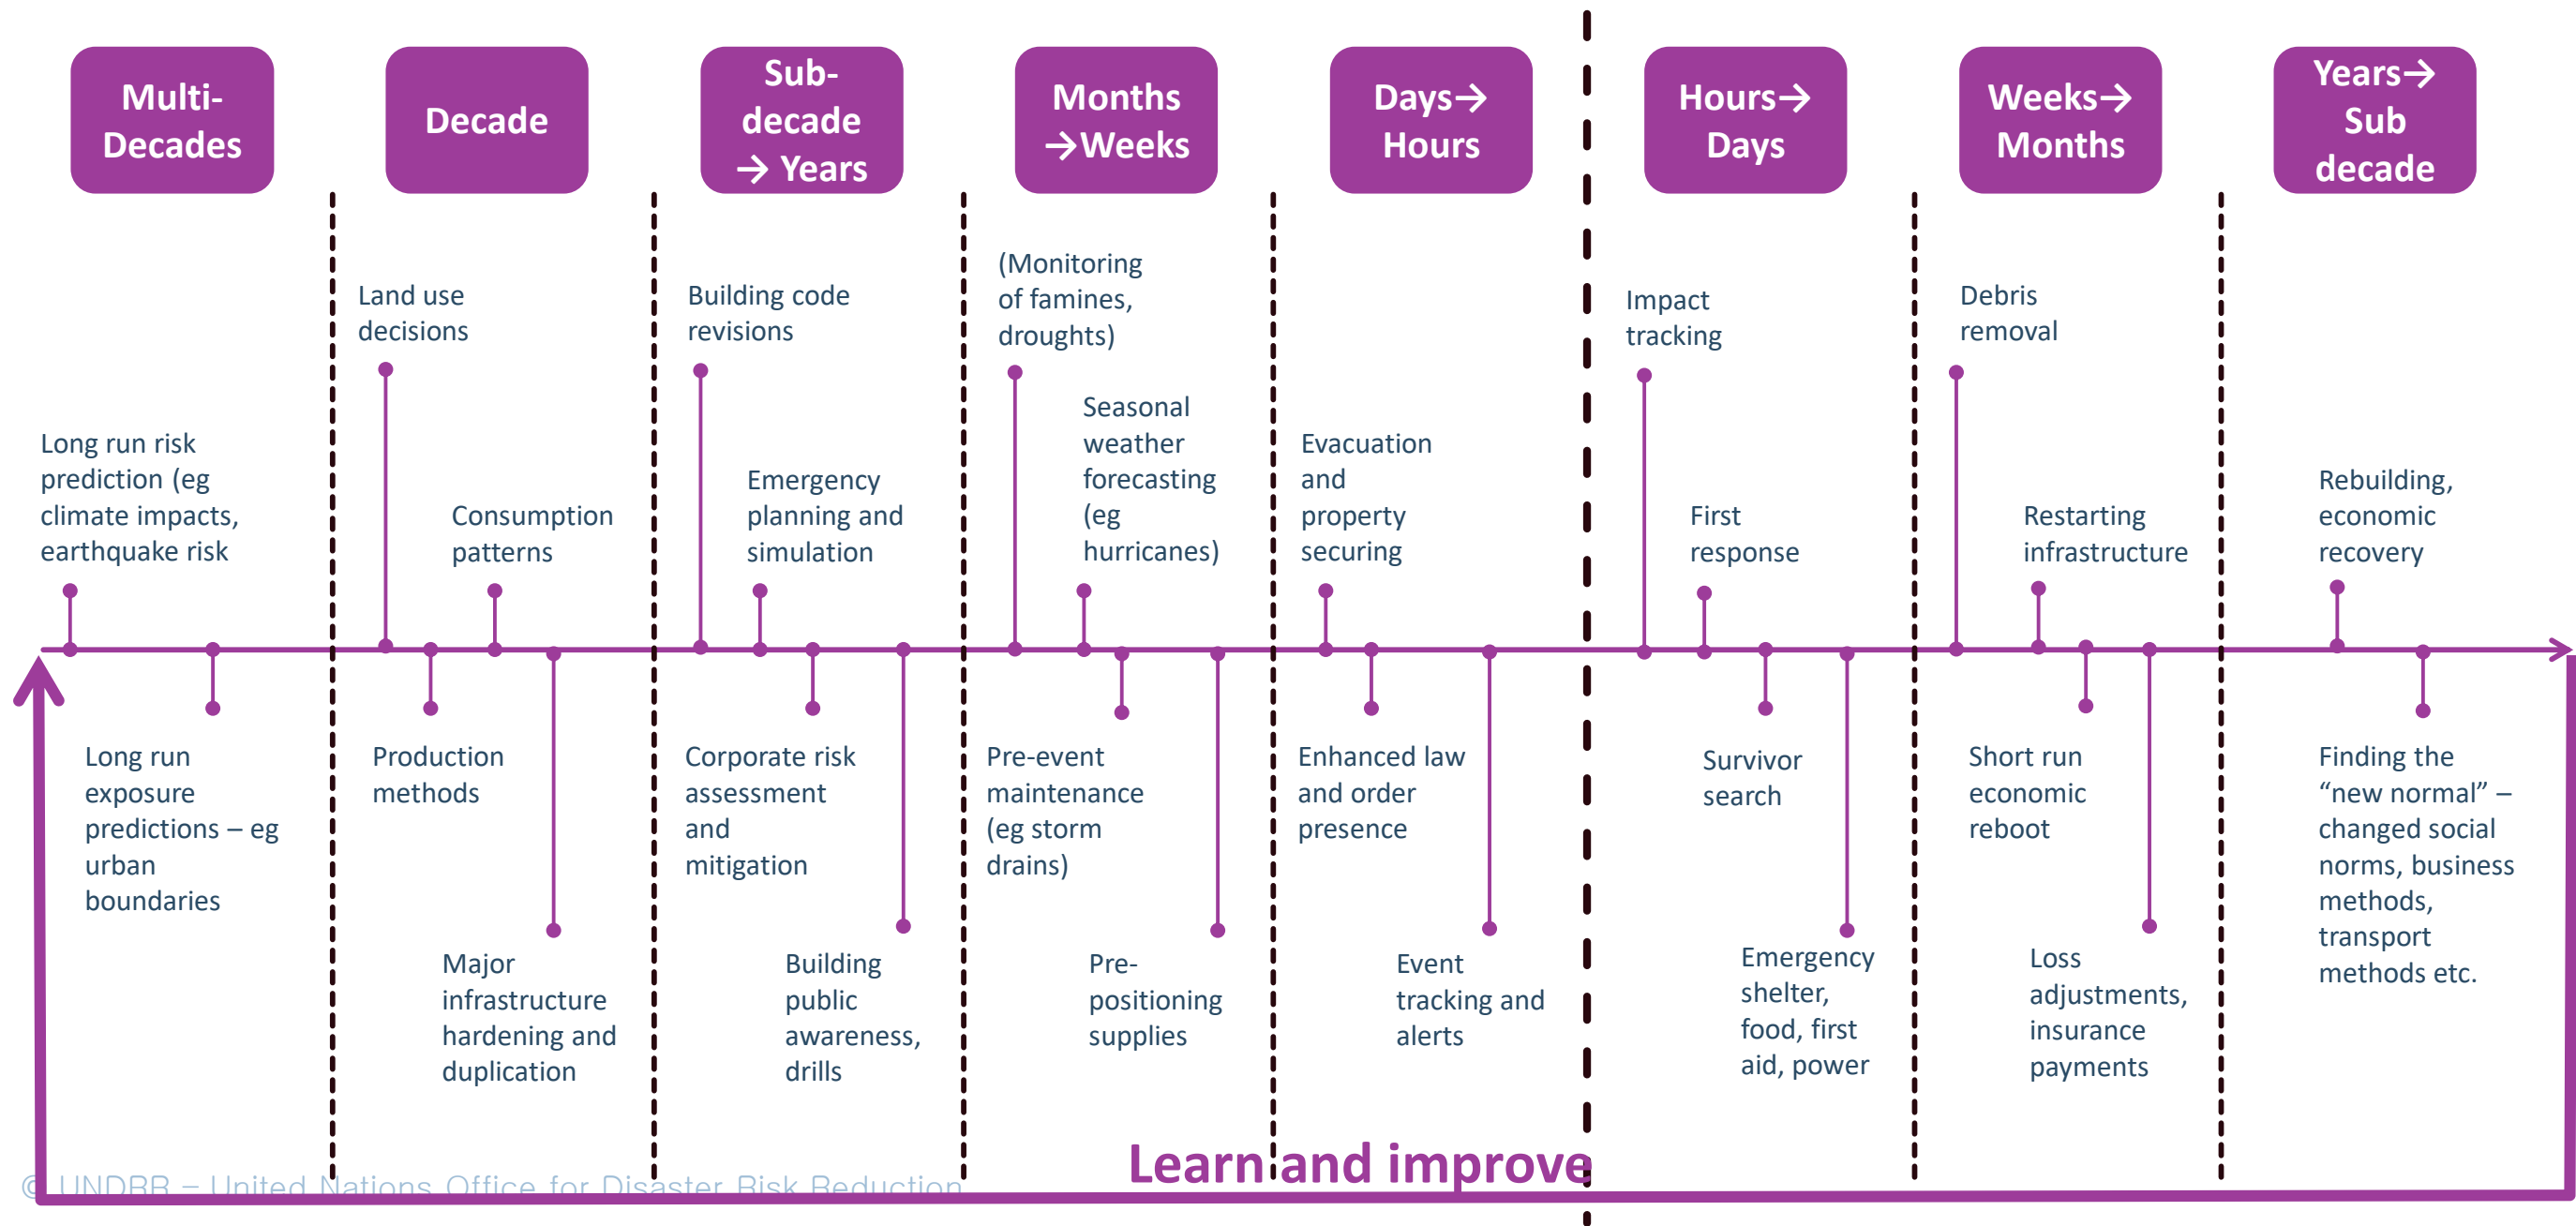 Multi-
Decades
Decade
Sub-
decade
→ Years
Months
→Weeks
Days→
Hours
Hours→
Days
Weeks→
Months
Years→
Sub
decade
Long run risk
prediction (eg
climate impacts,
earthquake risk
Long run
exposure
predictions – eg
urban
boundaries
Land use
decisions
Consumption
patterns
Production
methods
Major
infrastructure
hardening and
duplication
Building code
revisions
Emergency
planning and
simulation
Corporate risk
assessment
and
mitigation
Building
public
awareness,
drills
(Monitoring
of famines,
droughts)
Seasonal
weather
forecasting
(eg
hurricanes)
Pre-event
maintenance
(eg storm
drains)
Pre-
positioning
supplies
Evacuation
and
property
securing
Enhanced law
and order
presence
Event
tracking and
alerts
Impact
tracking
First
response
Survivor
search
Emergency
shelter,
food, first
aid, power
Debris
removal
Restarting
infrastructure
Short run
economic
reboot
Loss
adjustments,
insurance
payments
Rebuilding,
economic
recovery
Finding the
“new normal” –
changed social
norms, business
methods,
transport
methods etc.
Learn and improve
© UNDRR – United Nations Office for Disaster Risk Reduction